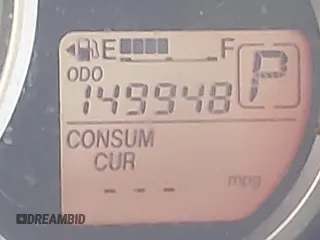 E F
ODO
149948 P
CONSUM
CUR
--- mpg
DREAMBID